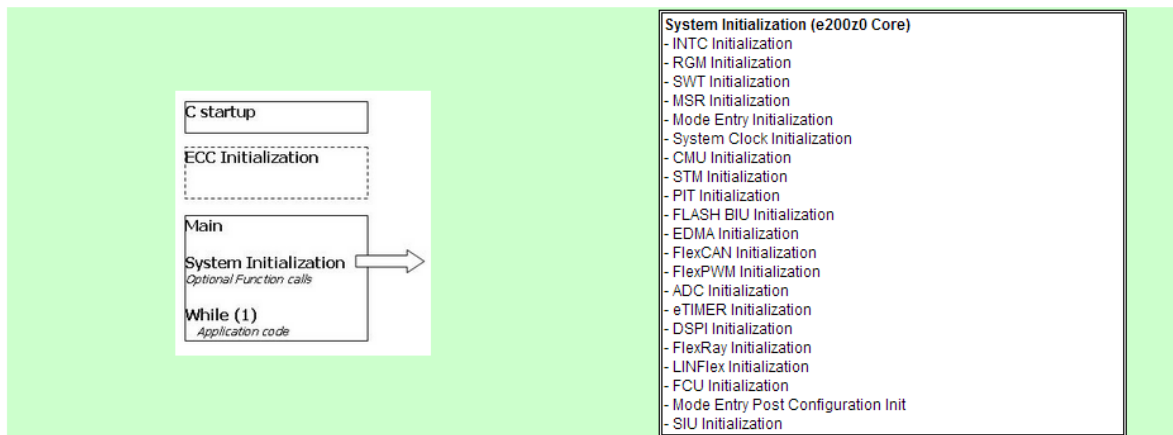 C startup
ECC Initialization
Main
System Initialization
Optional Function calls
While (1)
Application code
System Initialization (e200z0 Core)
- INTC Initialization
- RGM Initialization
- SWT Initialization
- MSR Initialization
- Mode Entry Initialization
- System Clock Initialization
- CMU Initialization
- STM Initialization
- PIT Initialization
- FLASH BIU Initialization
- EDMA Initialization
- FlexCAN Initialization
- FlexPWM Initialization
- ADC Initialization
- eTIMER Initialization
- DSPI Initialization
- FlexRay Initialization
- LINFlex Initialization
- FCU Initialization
- Mode Entry Post Configuration Init
- SIU Initialization